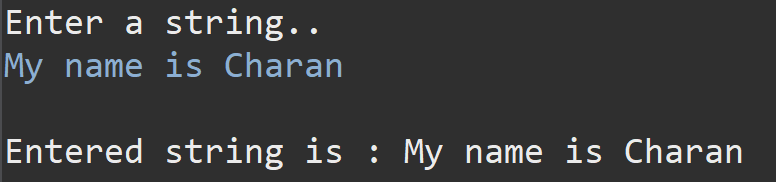 Enter a string..
My name is Charan
Entered string is : My name is Charan